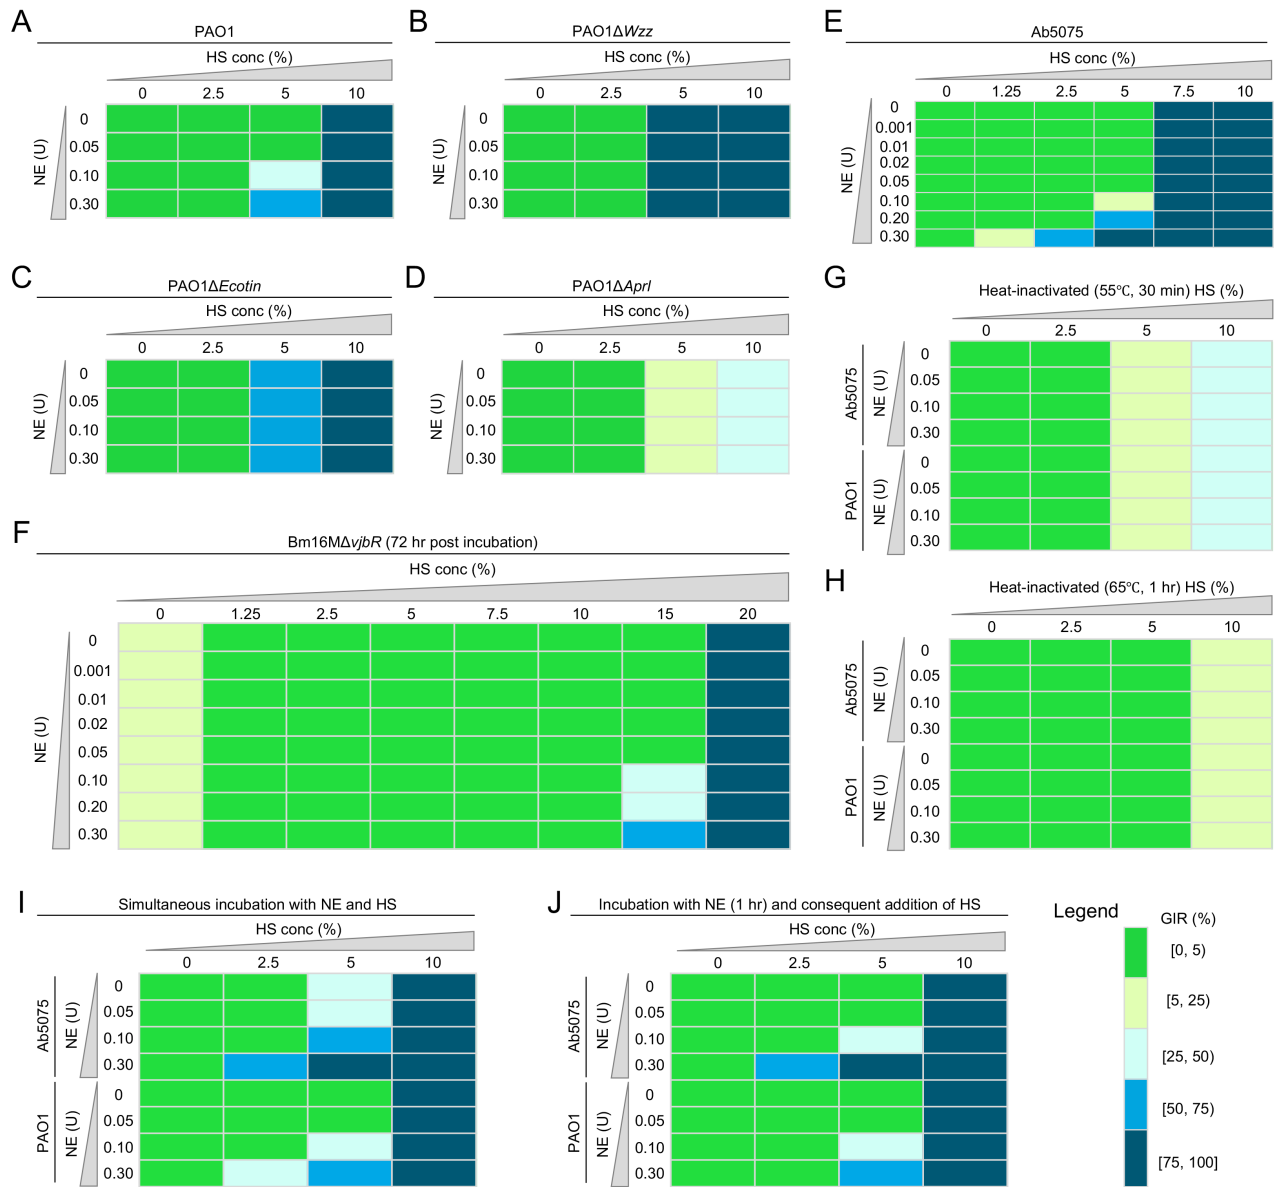 A
PAO1
HS conc (%)
0 2.5 5 10
NE (U)
0
0.05
0.10
0.30
B
PAO1ΔWzz
HS conc (%)
0 2.5 5 10
NE (U)
0
0.05
0.10
0.30
E
Ab5075
HS conc (%)
0 1.25 2.5 5 7.5 10
NE (U)
0
0.001
0.01
0.02
0.05
0.10
0.20
0.30
C
PAO1ΔEcotin
HS conc (%)
0 2.5 5 10
NE (U)
0
0.05
0.10
0.30
D
PAO1ΔAprI
HS conc (%)
0 2.5 5 10
NE (U)
0
0.05
0.10
0.30
G
Heat-inactivated (55℃, 30 min) HS (%)
0 2.5 5 10
Ab5075
NE (U)
0
0.05
0.10
0.30
PAO1
NE (U)
0
0.05
0.10
0.30
F
Bm16MΔvjbR (72 hr post incubation)
HS conc (%)
0 1.25 2.5 5 7.5 10 15 20
NE (U)
0
0.001
0.01
0.02
0.05
0.10
0.20
0.30
H
Heat-inactivated (65℃, 1 hr) HS (%)
0 2.5 5 10
Ab5075
NE (U)
0
0.05
0.10
0.30
PAO1
NE (U)
0
0.05
0.10
0.30
I
Simultaneous incubation with NE and HS
HS conc (%)
0 2.5 5 10
Ab5075
NE (U)
0
0.05
0.10
0.30
PAO1
NE (U)
0
0.05
0.10
0.30
J
Incubation with NE (1 hr) and consequent addition of HS
HS conc (%)
0 2.5 5 10
Ab5075
NE (U)
0
0.05
0.10
0.30
PAO1
NE (U)
0
0.05
0.10
0.30
Legend
GIR (%)
[0, 5)
[5, 25)
[25, 50)
[50, 75)
[75, 100]